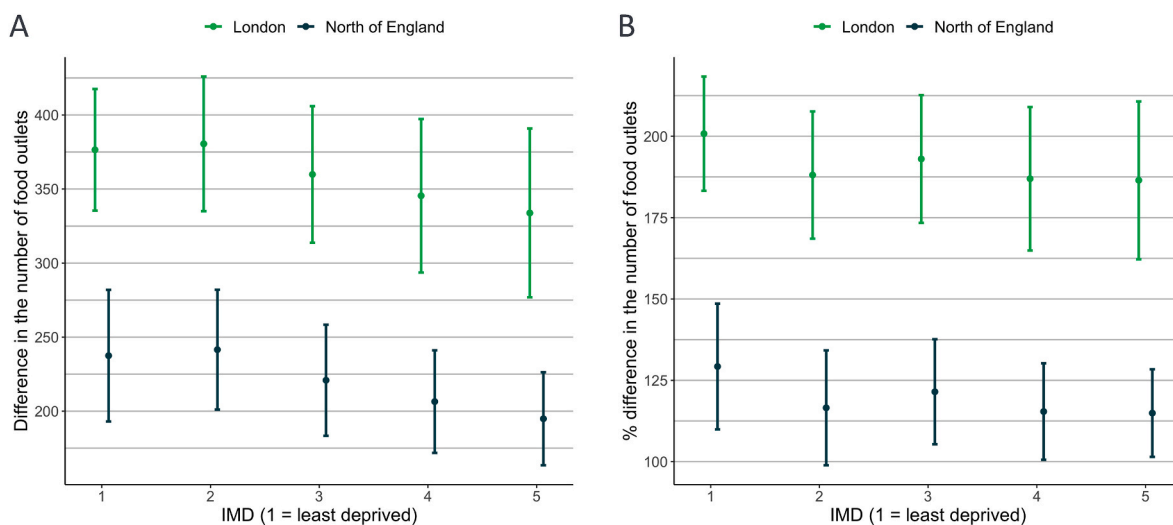 A
London North of England
Difference in the number of food outlets
400
350
300
250
200
1 2 3 4 5
IMD (1 = least deprived)
B
London North of England
% difference in the number of food outlets
200
175
150
125
100
1 2 3 4 5
IMD (1 = least deprived)